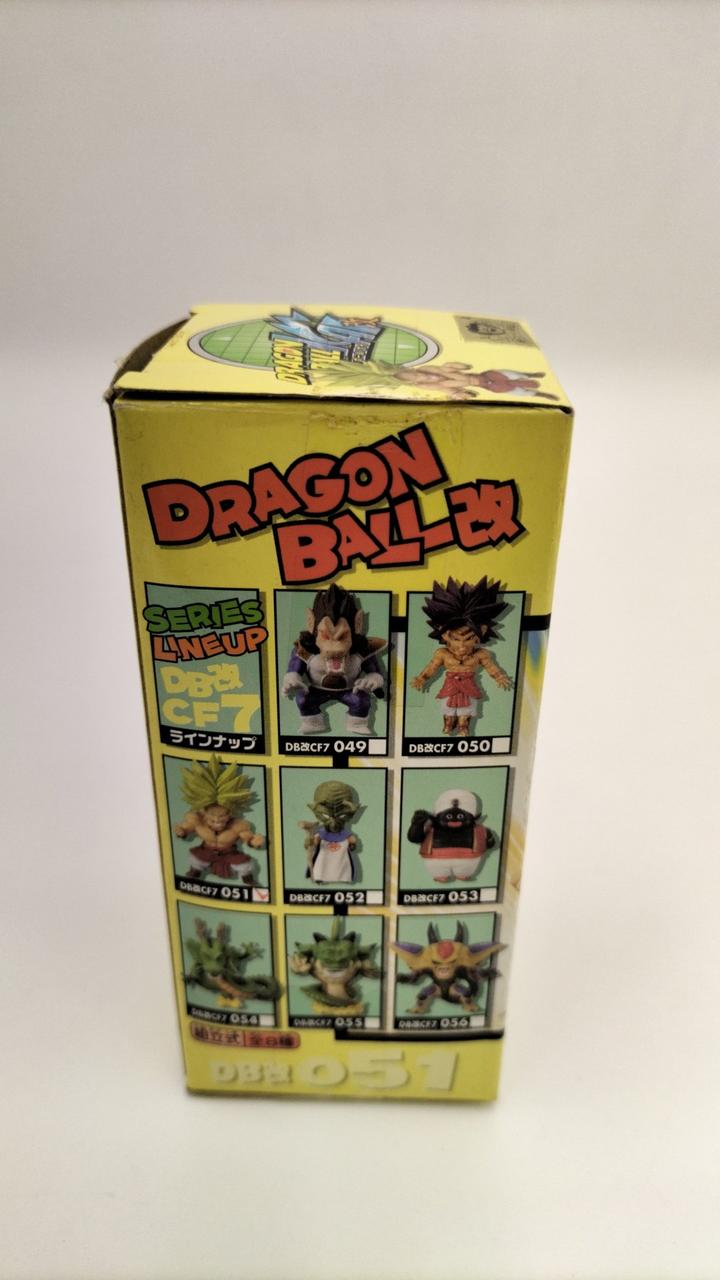 DRAGON
BALL KAI 改
DRAGON
BALL改
SERIES
LINEUP
DB改
CF7
ラインナップ
DB改CF7 049
DB改CF7 050
DB改CF7 051
DB改CF7 052
DB改CF7 053
DB改CF7 054
DB改CF7 055
DB改CF7 056
組立式 全8種
DB改 051